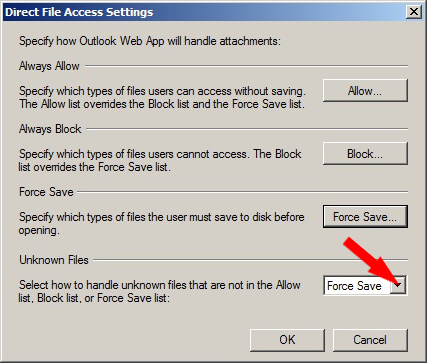 Direct File Access Settings
Specify how Outlook Web App will handle attachments:
Always Allow
Specify which types of files users can access without saving.
The Allow list overrides the Block list and the Force Save list.
Allow...
Always Block
Specify which types of files users cannot access. The Block
list overrides the Force Save list.
Block...
Force Save
Specify which types of files the user must save to disk before
opening.
Force Save...
Unknown Files
Select how to handle unknown files that are not in the Allow
list, Block list, or Force Save list:
Force Save
OK
Cancel